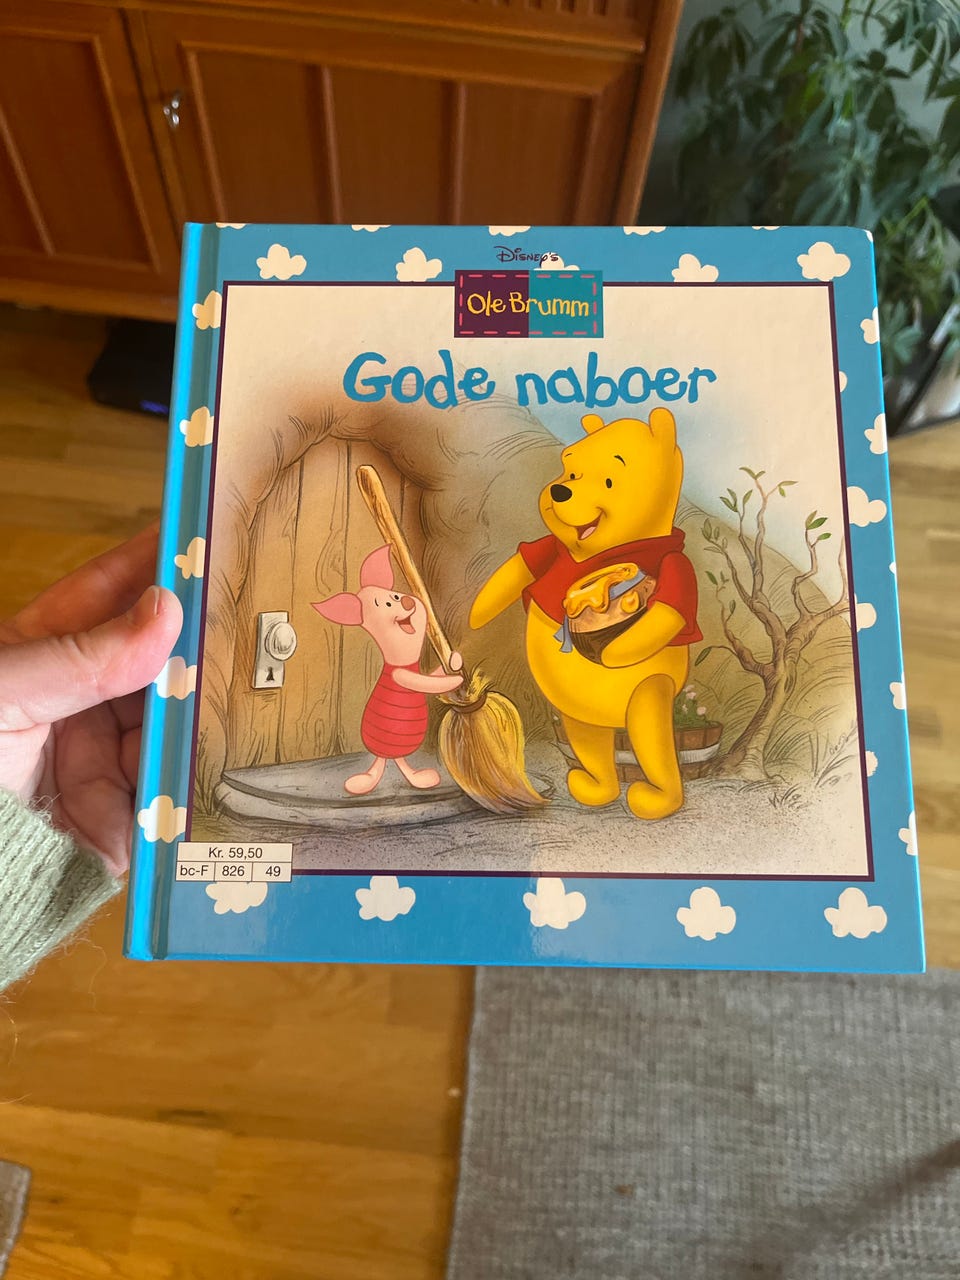 Disney's
Ole Brumm
Gode naboer
Kr. 59,50
bc-F 826 49